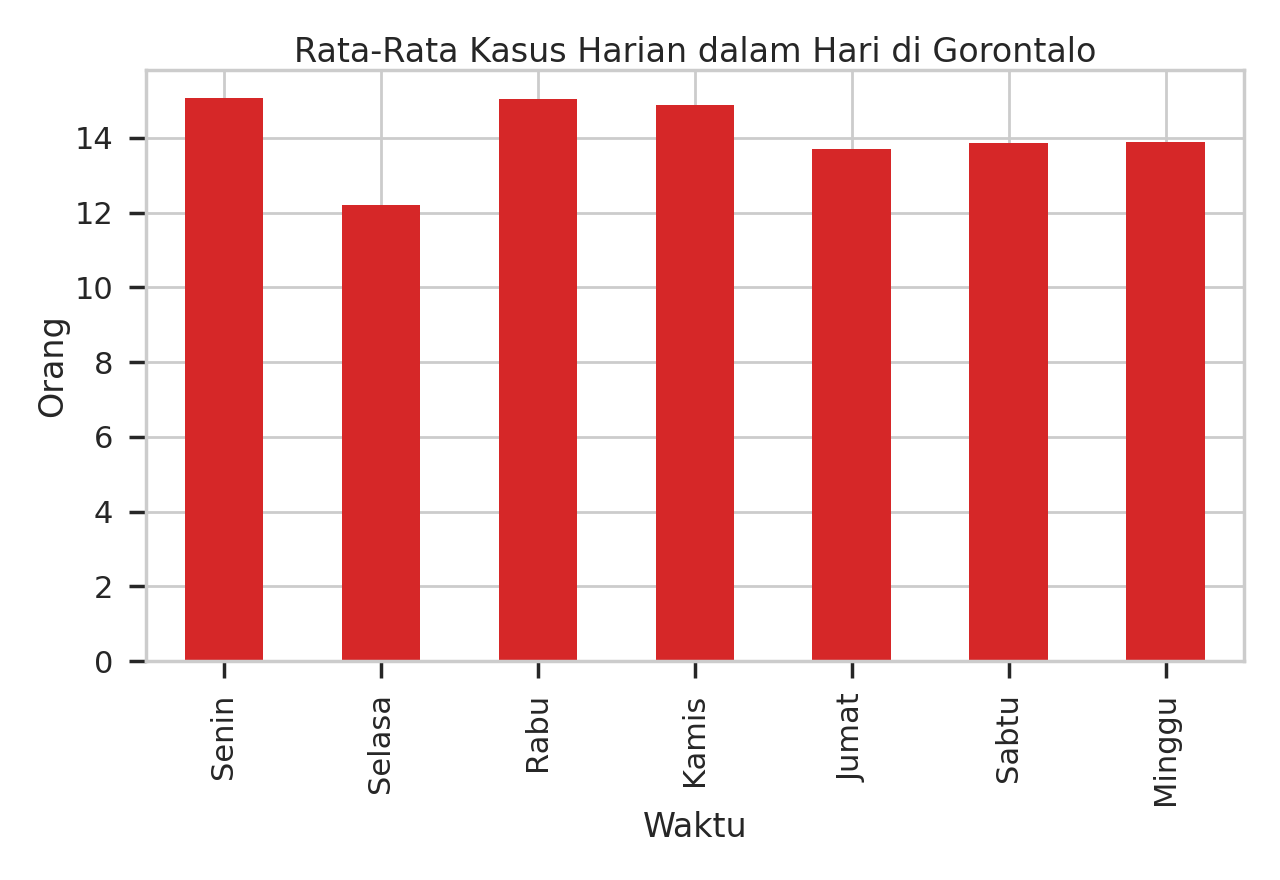 Rata-Rata Kasus Harian dalam Hari di Gorontalo
14
12
10
8
6
4
2
0
Orang
Senin
Selasa
Rabu
Kamis
Jumat
Sabtu
Minggu
Waktu